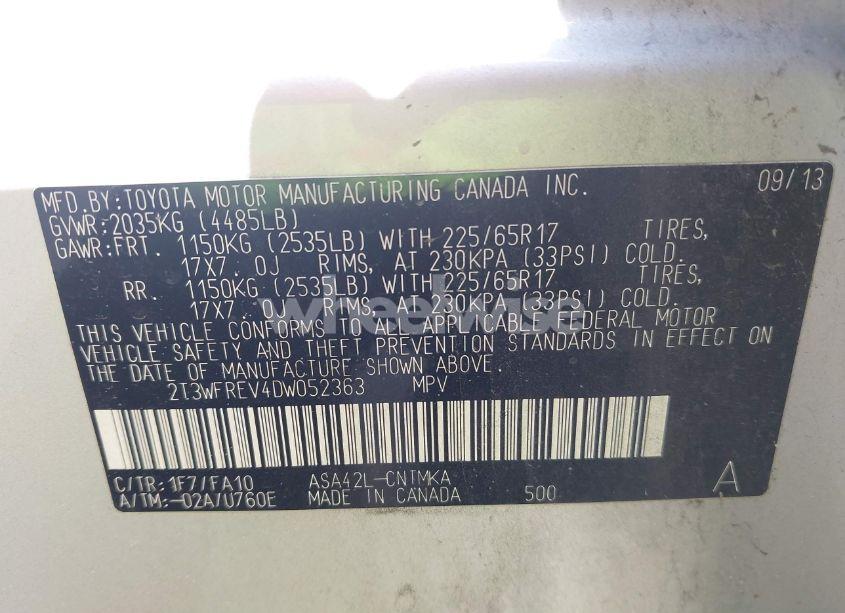 MFD.BY:TOYOTA MOTOR MANUFACTURING CANADA INC. 09/13
GVWR:2035KG (4485LB)
GAWR:FRT. 1150KG (2535LB) WITH 225/65R17 TIRES,
17X7.0J RIMS, AT 230KPA (33PSI) COLD.
RR. 1150KG (2535LB) WITH 225/65R17 TIRES,
17X7.0J RIMS, AT 230KPA (33PSI) COLD.
wheelwise
THIS VEHICLE CONFORMS TO ALL APPLICABLE FEDERAL MOTOR
VEHICLE SAFETY AND THEFT PREVENTION STANDARDS IN EFFECT ON
THE DATE OF MANUFACTURE SHOWN ABOVE.
2T3WFREV4DW052363 MPV
C/TR:1F7/FA10 ASA42L-CNTMKA
A/TM:-02A/U760E MADE IN CANADA 500 A